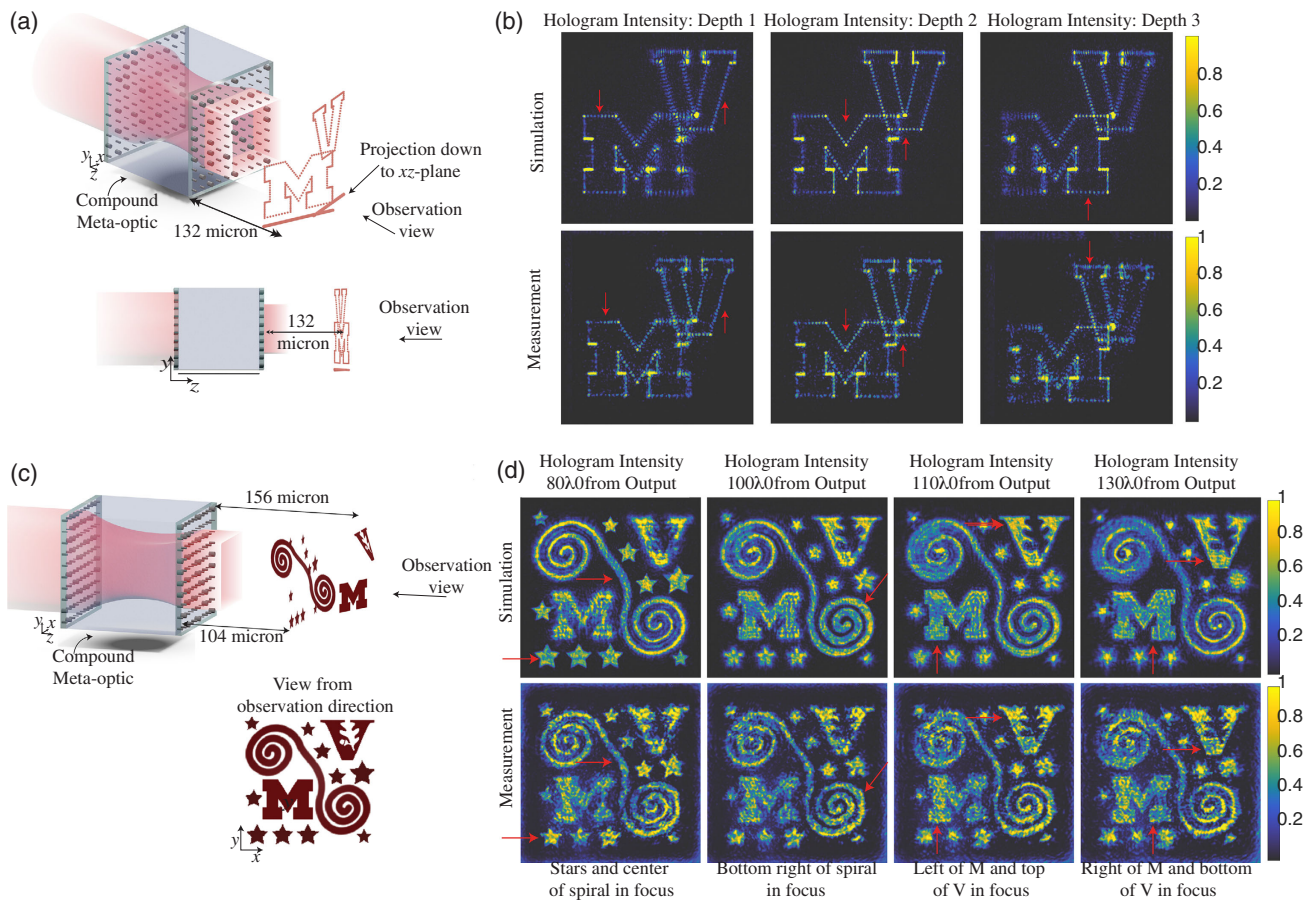 (a)
y x
z
Compound
Meta-optic
132 micron
Projection down
to xz-plane
Observation
view
132
micron
Observation
view
y
z
(b)
Hologram Intensity: Depth 1
Hologram Intensity: Depth 2
Hologram Intensity: Depth 3
Simulation
0.8
0.6
0.4
0.2
Measurement
1
0.8
0.6
0.4
0.2
(c)
156 micron
Observation
view
y x
z
104 micron
Compound
Meta-optic
View from
observation direction
V
M
y
x
(d)
Hologram Intensity
80λ0from Output
Hologram Intensity
100λ0from Output
Hologram Intensity
110λ0from Output
Hologram Intensity
130λ0from Output
Simulation
1
0.8
0.6
0.4
0.2
Measurement
1
0.8
0.6
0.4
0.2
Stars and center
of spiral in focus
Bottom right of spiral
in focus
Left of M and top
of V in focus
Right of M and bottom
of V in focus